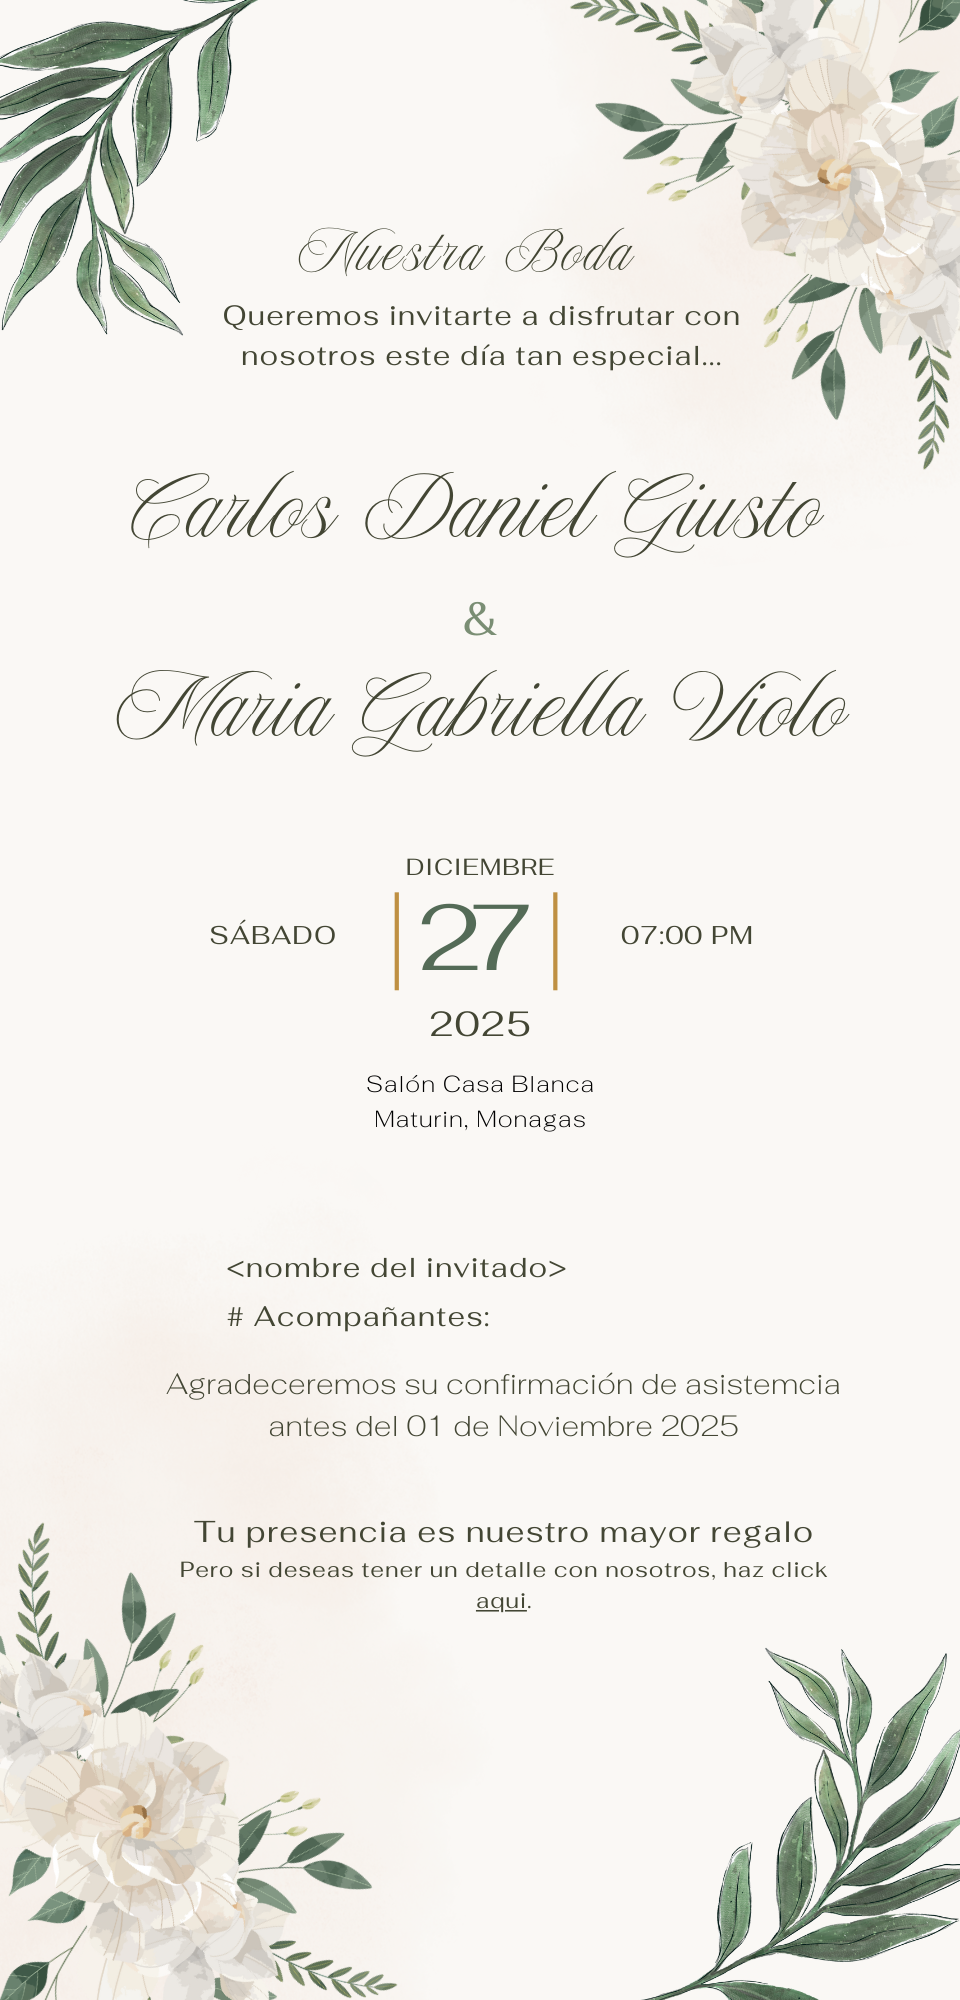 Nuestra Boda
Queremos invitarte a disfrutar con
nosotros este día tan especial...
Carlos Daniel Giusto
&
Maria Gabriella Violo
DICIEMBRE
SÁBADO 27 07:00 PM
2025
Salón Casa Blanca
Maturin, Monagas
<nombre del invitado>
# Acompañantes:
Agradeceremos su confirmación de asistemcia
antes del 01 de Noviembre 2025
Tu presencia es nuestro mayor regalo
Pero si deseas tener un detalle con nosotros, haz click
aqui.